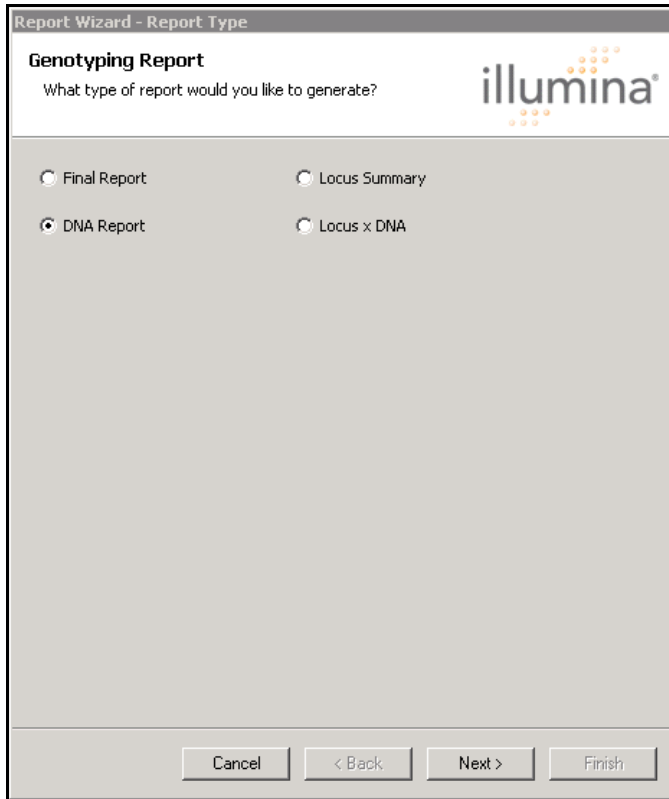 Report Wizard - Report Type
Genotyping Report
What type of report would you like to generate?
illumina®
Final Report
Locus Summary
DNA Report
Locus x DNA
Cancel
< Back
Next >
Finish